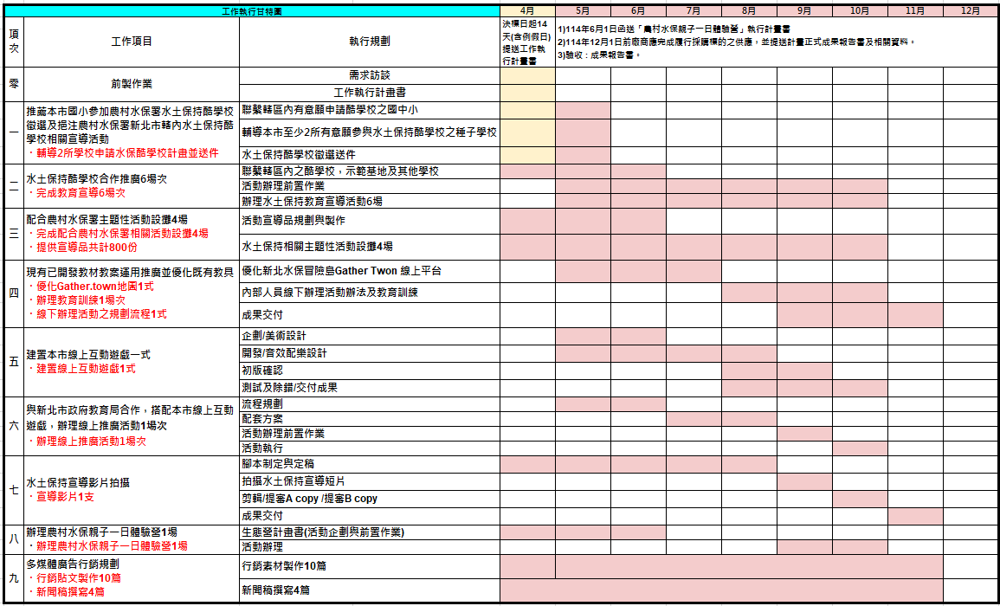 工作執行甘特圖 4月 5月 6月 7月 8月 9月 10月 11月 12月
項次 工作項目 執行規劃
決標日起14
天(含例假日)
提送工作執
行計畫書
1)114年6月1日函送「農村水保親子一日體驗營」執行計畫書
2)114年12月1日前廠商應完成履行採購標的之供應，並提送計畫正式成果報告書及相關資料。
3)驗收：成果報告書。
零 前製作業
需求訪談
工作執行計畫書
一
推薦本市國小參加農村水保署水土保持酷學校
徵選及挹注農村水保署新北市轄內水土保持酷
學校相關宣導活動
・輔導2所學校申請水保酷學校計畫並送件
聯繫轄區內有意願申請酷學校之國中小
輔導本市至少2所有意願參與水土保持酷學校之種子學校
水土保持酷學校徵選送件
二
水土保持酷學校合作推廣6場次
・完成教育宣導6場次
聯繫轄區內之酷學校，示範基地及其他學校
活動辦理前置作業
辦理水土保持教育宣導活動6場
三
配合農村水保署主題性活動設攤4場
・完成配合農村水保署相關活動設攤4場
・提供宣導品共計800份
活動宣導品規劃與製作
水土保持相關主題性活動設攤4場
四
現有已開發教材教案運用推廣並優化既有教具
・優化Gather.town地圖1式
・辦理教育訓練1場次
・線下辦理活動之規劃流程1式
優化新北水保冒險島Gather Twon 線上平台
內部人員線下辦理活動辦法及教育訓練
成果交付
五
建置本市線上互動遊戲一式
・建置線上互動遊戲1式
企劃/美術設計
開發/音效配樂設計
初版確認
測試及除錯/交付成果
六
與新北市政府教育局合作，搭配本市線上互動
遊戲，辦理線上推廣活動1場次
・辦理線上推廣活動1場次
流程規劃
配套方案
活動辦理前置作業
活動執行
七
水土保持宣導影片拍攝
・宣導影片1支
腳本制定與定稿
拍攝水土保持宣導短片
剪輯/提審A copy /提審B copy
成果交付
八
辦理農村水保親子一日體驗營1場
・辦理農村水保親子一日體驗營1場
生態營計畫書(活動企劃與前置作業)
活動辦理
九
多媒體廣告行銷規劃
・行銷貼文製作10篇
・新聞稿撰寫4篇
行銷素材製作10篇
新聞稿撰寫4篇